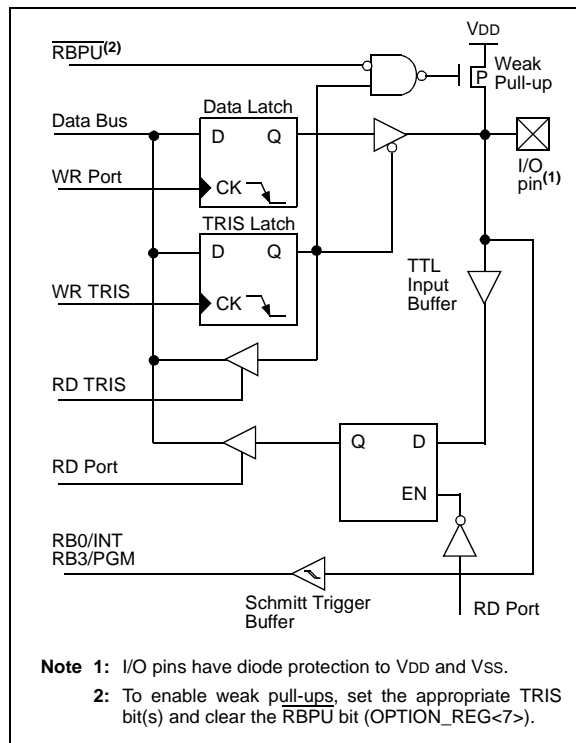 RBPU(2)
VDD
Weak
Pull-up
P
Data Latch
Data Bus
D Q
I/O
pin(1)
WR Port
CK
TRIS Latch
D Q
TTL
Input
Buffer
WR TRIS
CK
RD TRIS
Q D
RD Port
EN
RB0/INT
RB3/PGM
Schmitt Trigger
Buffer
RD Port
Note 1: I/O pins have diode protection to VDD and VSS.
2: To enable weak pull-ups, set the appropriate TRIS
bit(s) and clear the RBPU bit (OPTION_REG<7>).